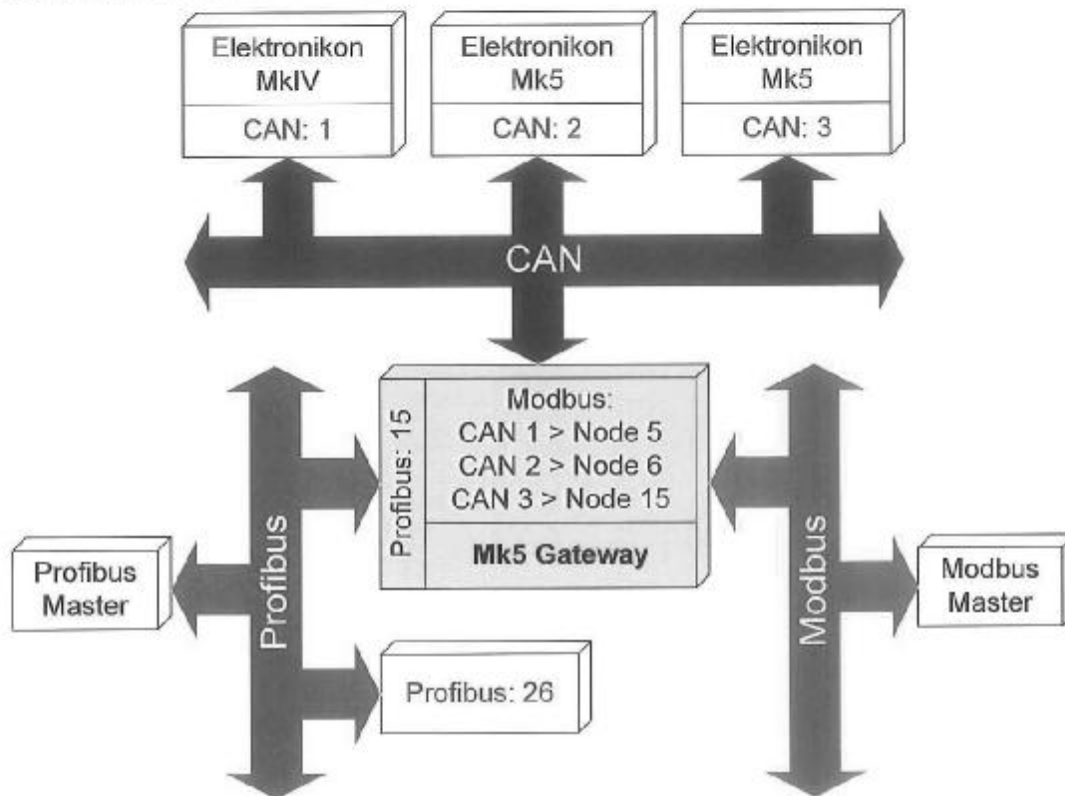 Elektronikon
MkIV
CAN: 1
Elektronikon
Mk5
CAN: 2
Elektronikon
Mk5
CAN: 3
CAN
Profibus: 15
Modbus:
CAN 1 > Node 5
CAN 2 > Node 6
CAN 3 > Node 15
Mk5 Gateway
Profibus
Master
Profibus
Profibus: 26
Modbus
Modbus
Master